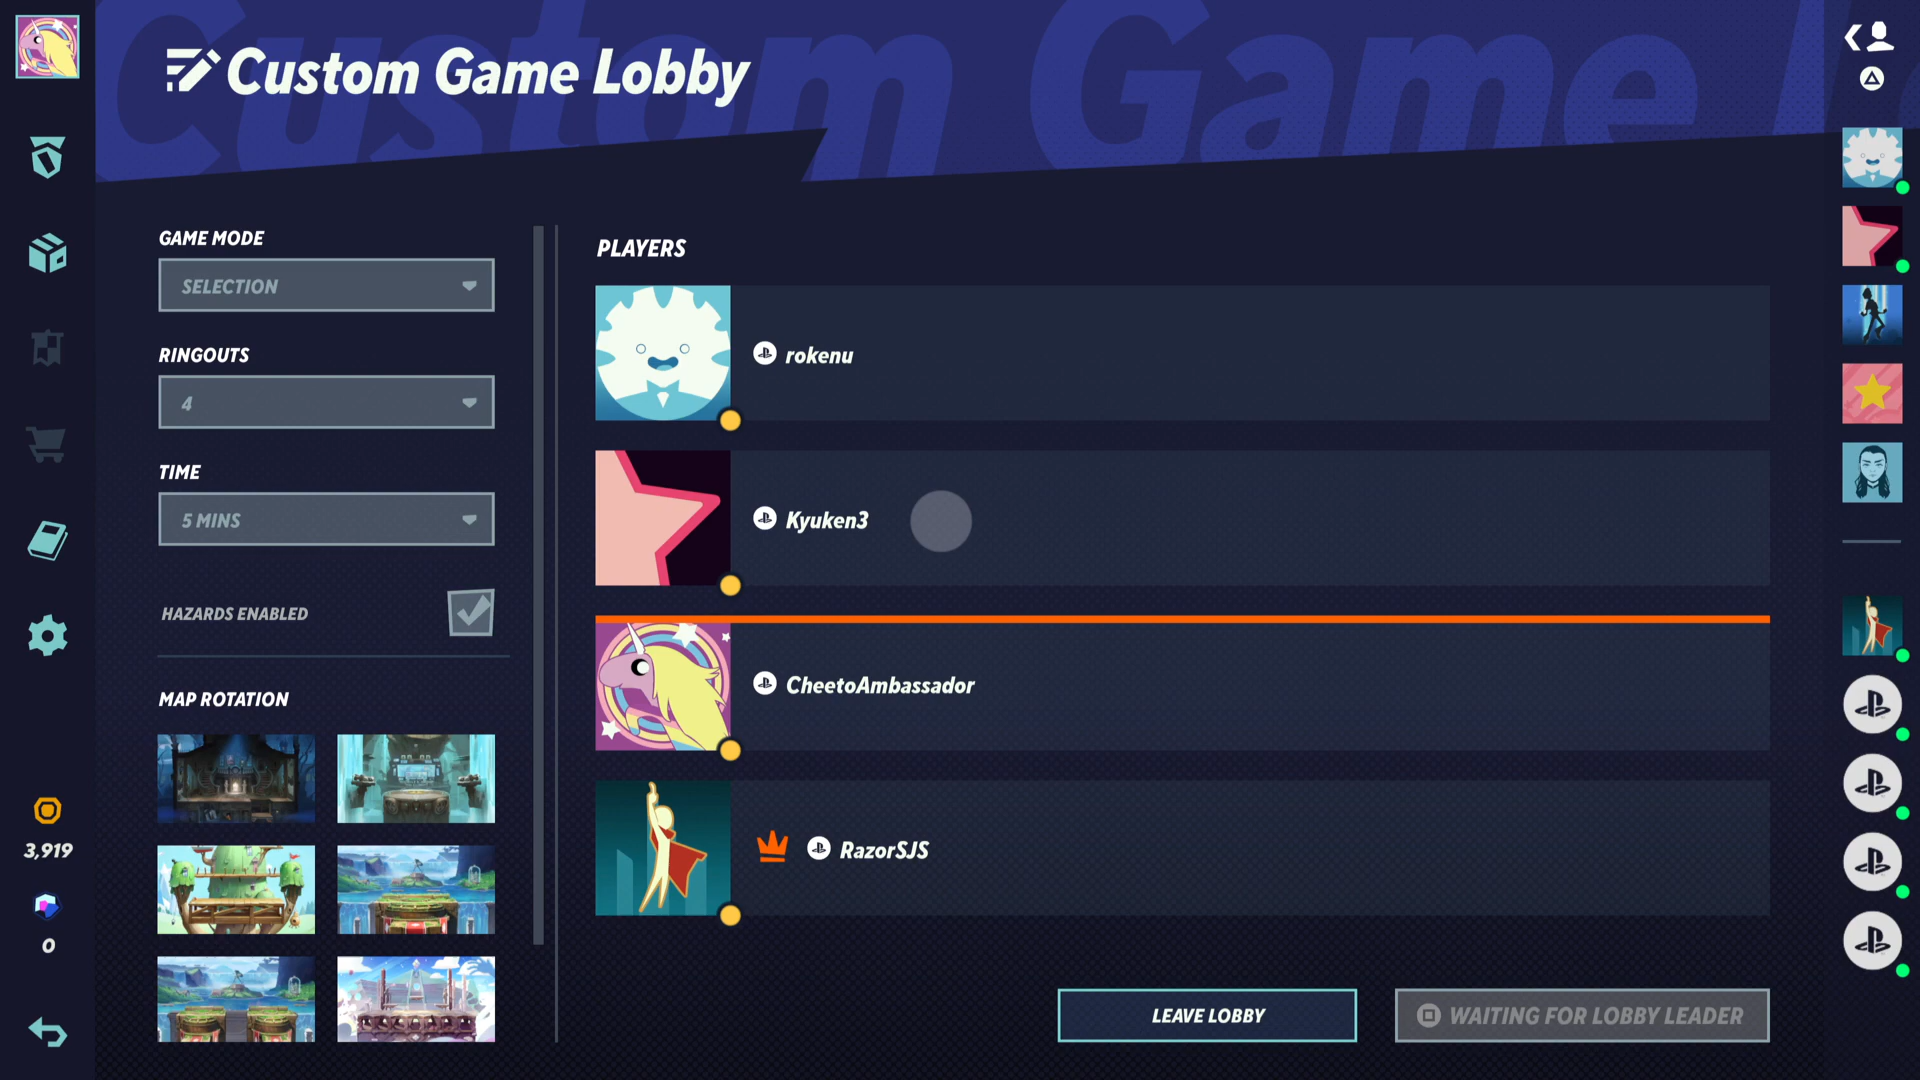 Custom Game Lobby
GAME MODE
SELECTION
RINGOUTS
4
TIME
5 MINS
HAZARDS ENABLED
MAP ROTATION
PLAYERS
rokenu
Kyuken3
CheetoAmbassador
RazorSJS
3,919
0
LEAVE LOBBY
WAITING FOR LOBBY LEADER